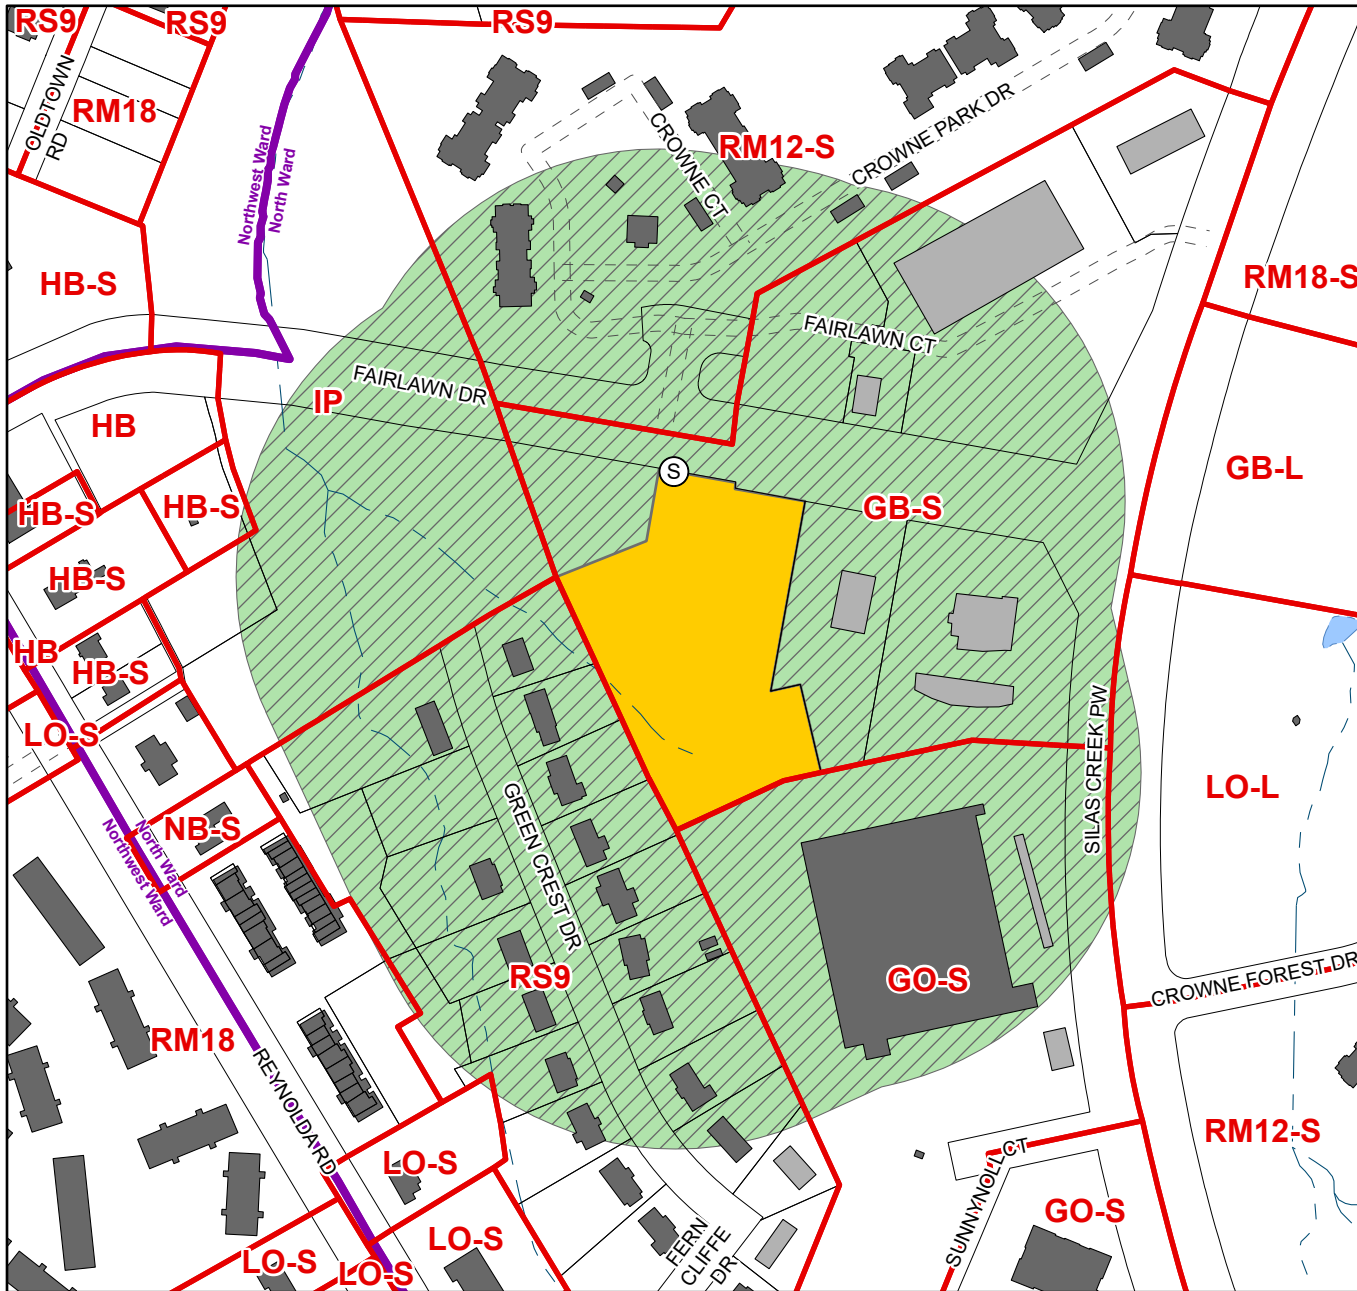 RS9
RS9
RS9
OLDTOWN
RD
RM18
CROWNE CT
RM12-S
CROWNE PARK DR
Northwest Ward
North Ward
HB-S
RM18-S
FAIRLAWN CT
FAIRLAWN DR
IP
HB
GB-L
S
HB-S
HB-S
GB-S
HB-S
HB
HB-S
LO-S
SILAS CREEK PW
LO-L
NB-S
North Ward
Northwest Ward
GREEN CREST DR
RS9
GO-S
CROWNE FOREST DR
RM18
REYNOLDA RD
RM12-S
LO-S
SUNNYNOLL CT
GO-S
LO-S
FERN
CLIFFE
DR
LO-S
LO-S